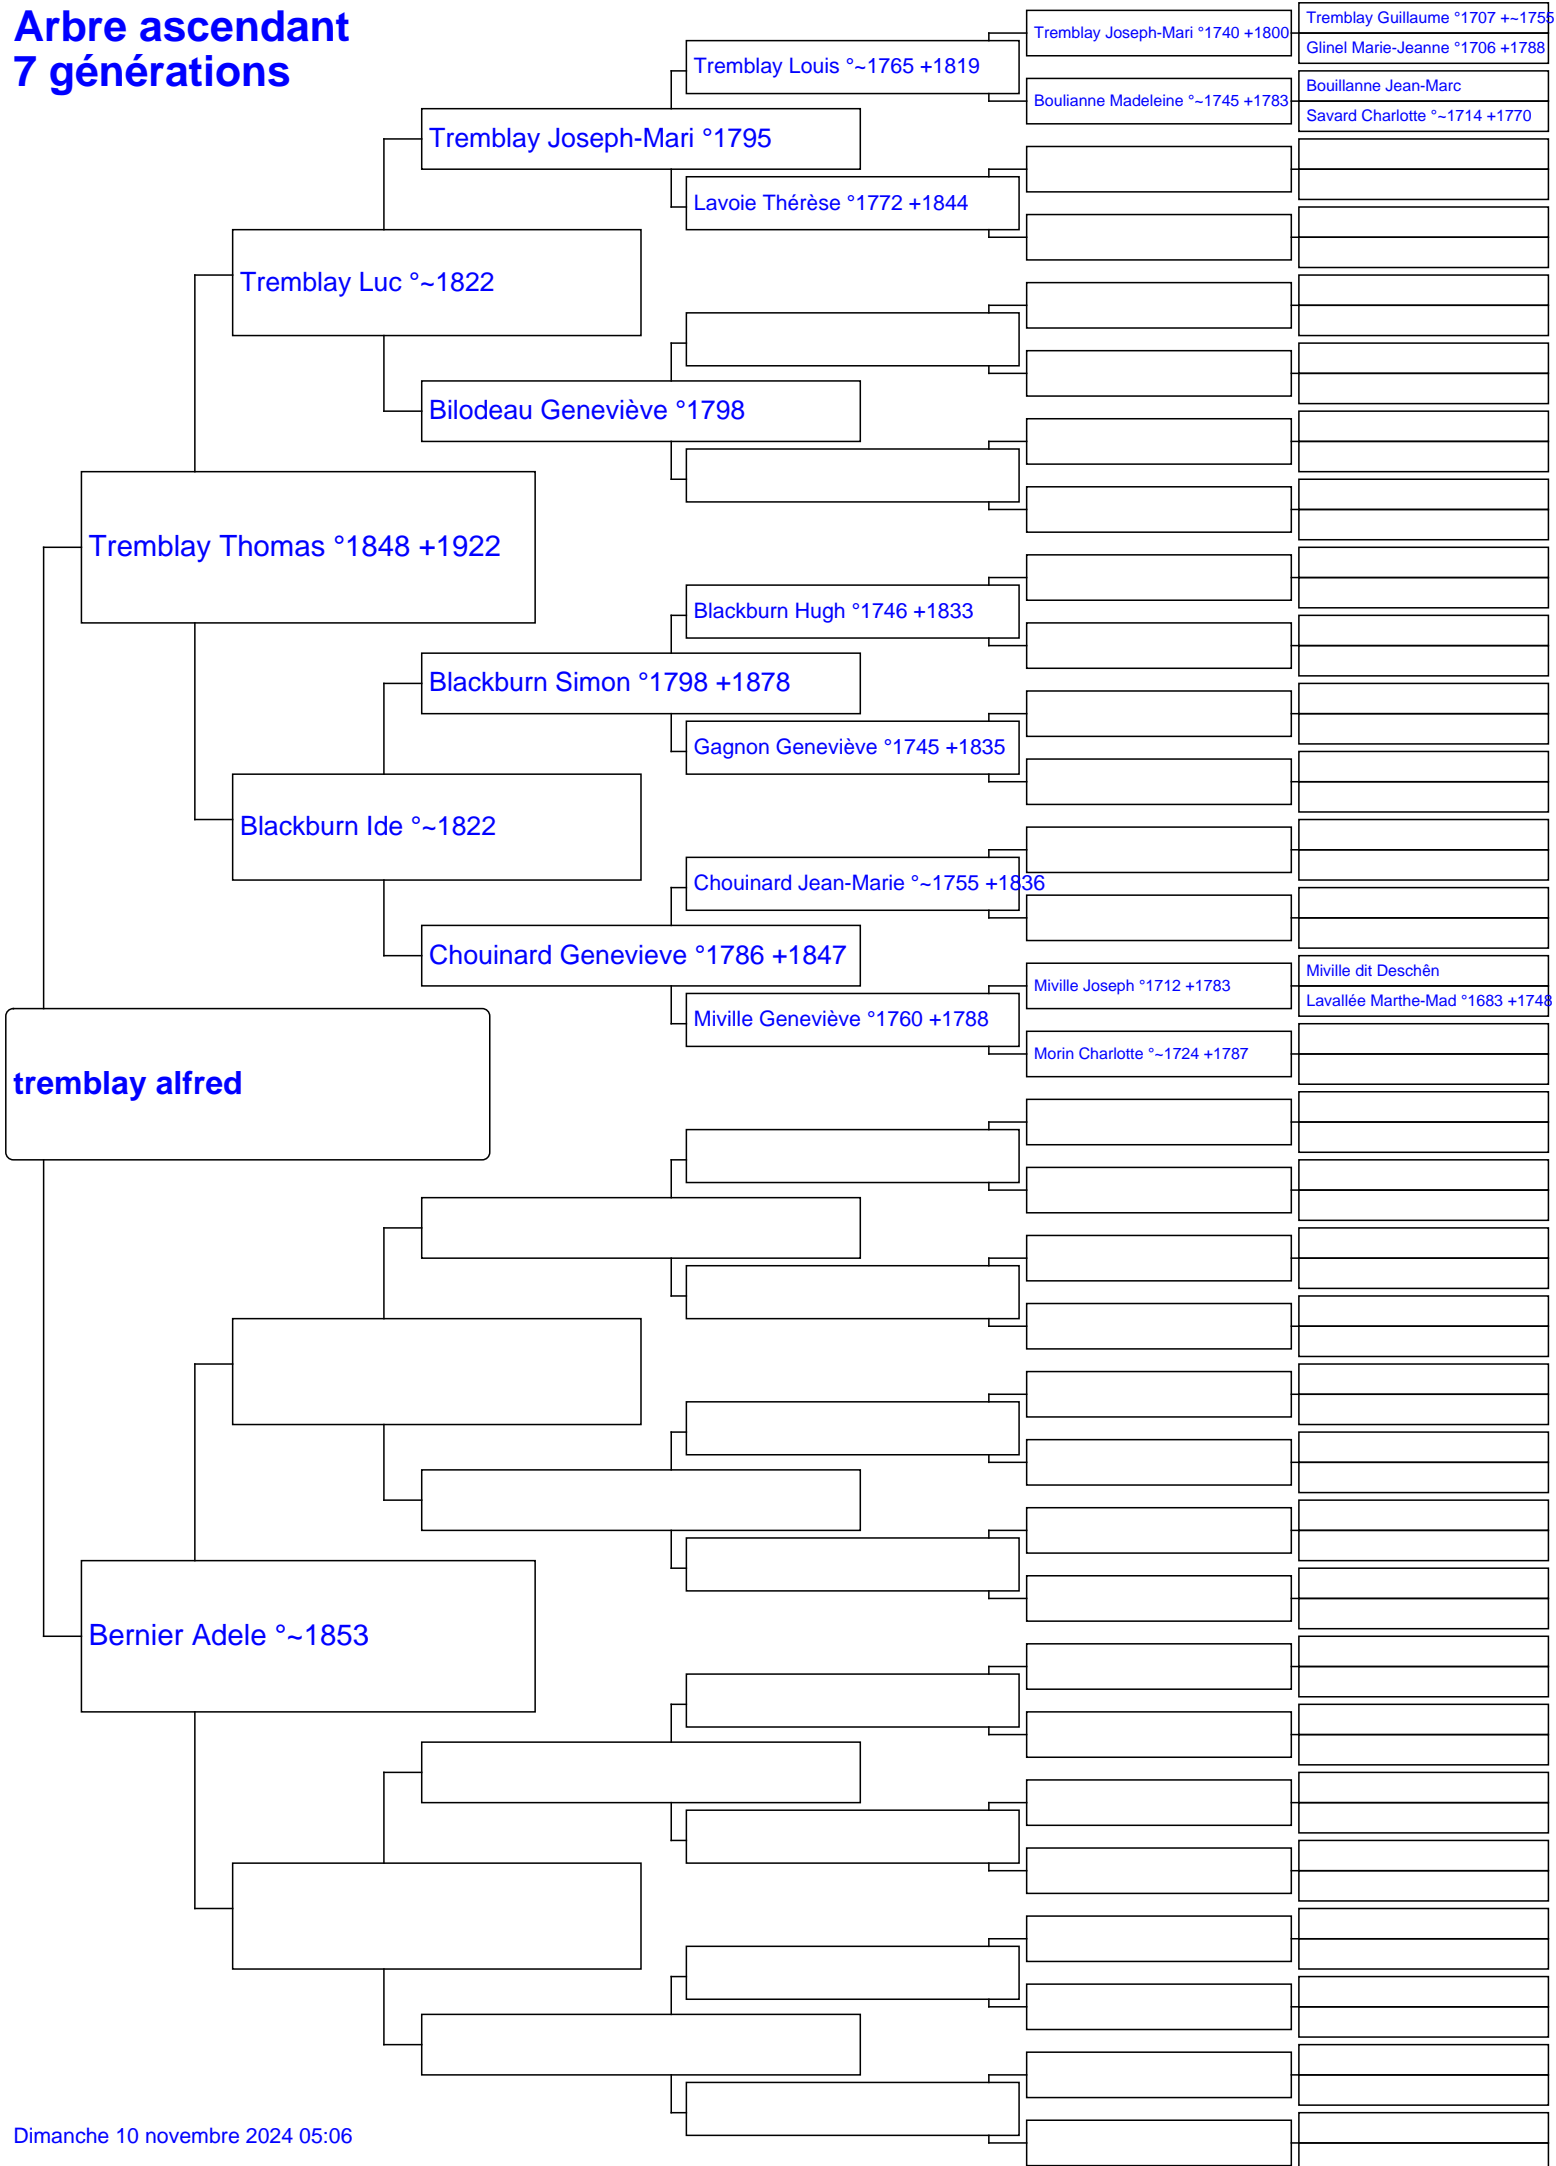 Arbre ascendant
7 générations
Tremblay Guillaume °1707 +~1755
Tremblay Joseph-Mari °1740 +1800
Glinel Marie-Jeanne °1706 +1788
Tremblay Louis °~1765 +1819
Bouillanne Jean-Marc
Boulianne Madeleine °~1745 +1783
Savard Charlotte °~1714 +1770
Tremblay Joseph-Mari °1795
Lavoie Thérèse °1772 +1844
Tremblay Luc °~1822
Bilodeau Geneviève °1798
Tremblay Thomas °1848 +1922
Blackburn Hugh °1746 +1833
Blackburn Simon °1798 +1878
Gagnon Geneviève °1745 +1835
Blackburn Ide °~1822
Chouinard Jean-Marie °~1755 +1836
Chouinard Genevieve °1786 +1847
Miville dit Deschên
Miville Joseph °1712 +1783
Lavallée Marthe-Mad °1683 +1748
Miville Geneviève °1760 +1788
Morin Charlotte °~1724 +1787
tremblay alfred
Bernier Adele °~1853
Dimanche 10 novembre 2024 05:06